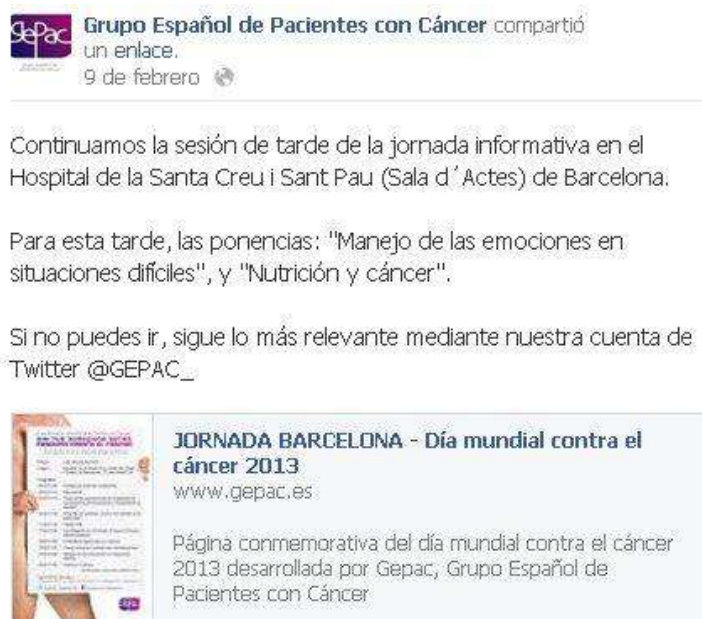 gepac
Grupo Español de Pacientes con Cáncer compartió
un enlace.
9 de febrero
Continuamos la sesión de tarde de la jornada informativa en el
Hospital de la Santa Creu i Sant Pau (Sala d´Actes) de Barcelona.
Para esta tarde, las ponencias: "Manejo de las emociones en
situaciones difíciles", y "Nutrición y cáncer".
Si no puedes ir, sigue lo más relevante mediante nuestra cuenta de
Twitter @GEPAC_
JORNADA BARCELONA - Día mundial contra el
cáncer 2013
www.gepac.es
Página conmemorativa del día mundial contra el cáncer
2013 desarrollada por Gepac, Grupo Español de
Pacientes con Cáncer
gepac